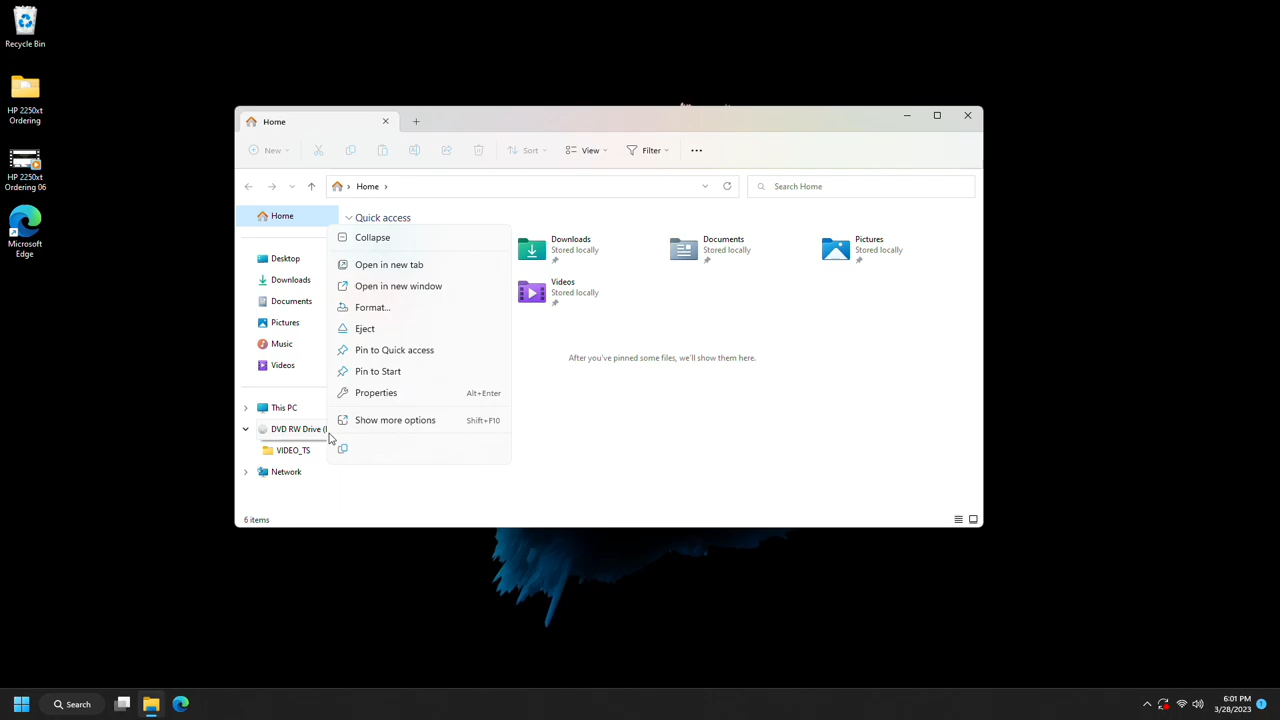 Recycle Bin
HP 2250xt
Ordering
HP 2250xt
Ordering 06
Microsoft
Edge
Home
New
Sort
View
Filter
Home
Search Home
Home
Desktop
Downloads
Documents
Pictures
Music
Videos
This PC
DVD RW Drive (
VIDEO_TS
Network
Quick access
Collapse
Open in new tab
Open in new window
Format...
Eject
Pin to Quick access
Pin to Start
Properties Alt+Enter
Show more options Shift+F10
Downloads
Stored locally
Documents
Stored locally
Pictures
Stored locally
Videos
Stored locally
After you've pinned some files, we'll show them here.
6 items
Search
6:01 PM
3/28/2023
1